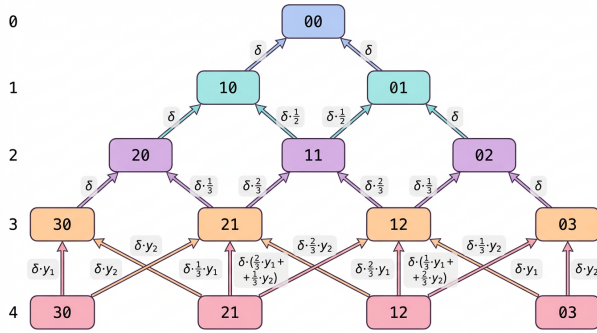 0
00
δ
δ
1
10
01
δ
δ·1/2
δ·1/2
δ
2
20
11
02
δ
δ·1/3
δ·2/3
δ·2/3
δ·1/3
δ
3
30
21
12
03
δ·y₁
δ·y₂
δ·y₂
δ·1/3·y₁
δ·(2/3·y₁+
+1/3·y₂)
δ·2/3·y₂
δ·2/3·y₁
δ·(1/3·y₁+
+2/3·y₂)
δ·1/3·y₂
δ·y₁
δ·y₂
4
30
21
12
03